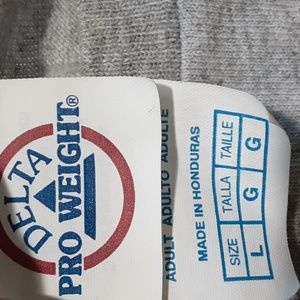 DELTA
PRO WEIGHT®
ADULT ADULTO ADULTE
MADE IN HONDURAS
SIZE TALLA TAILLE
L G G